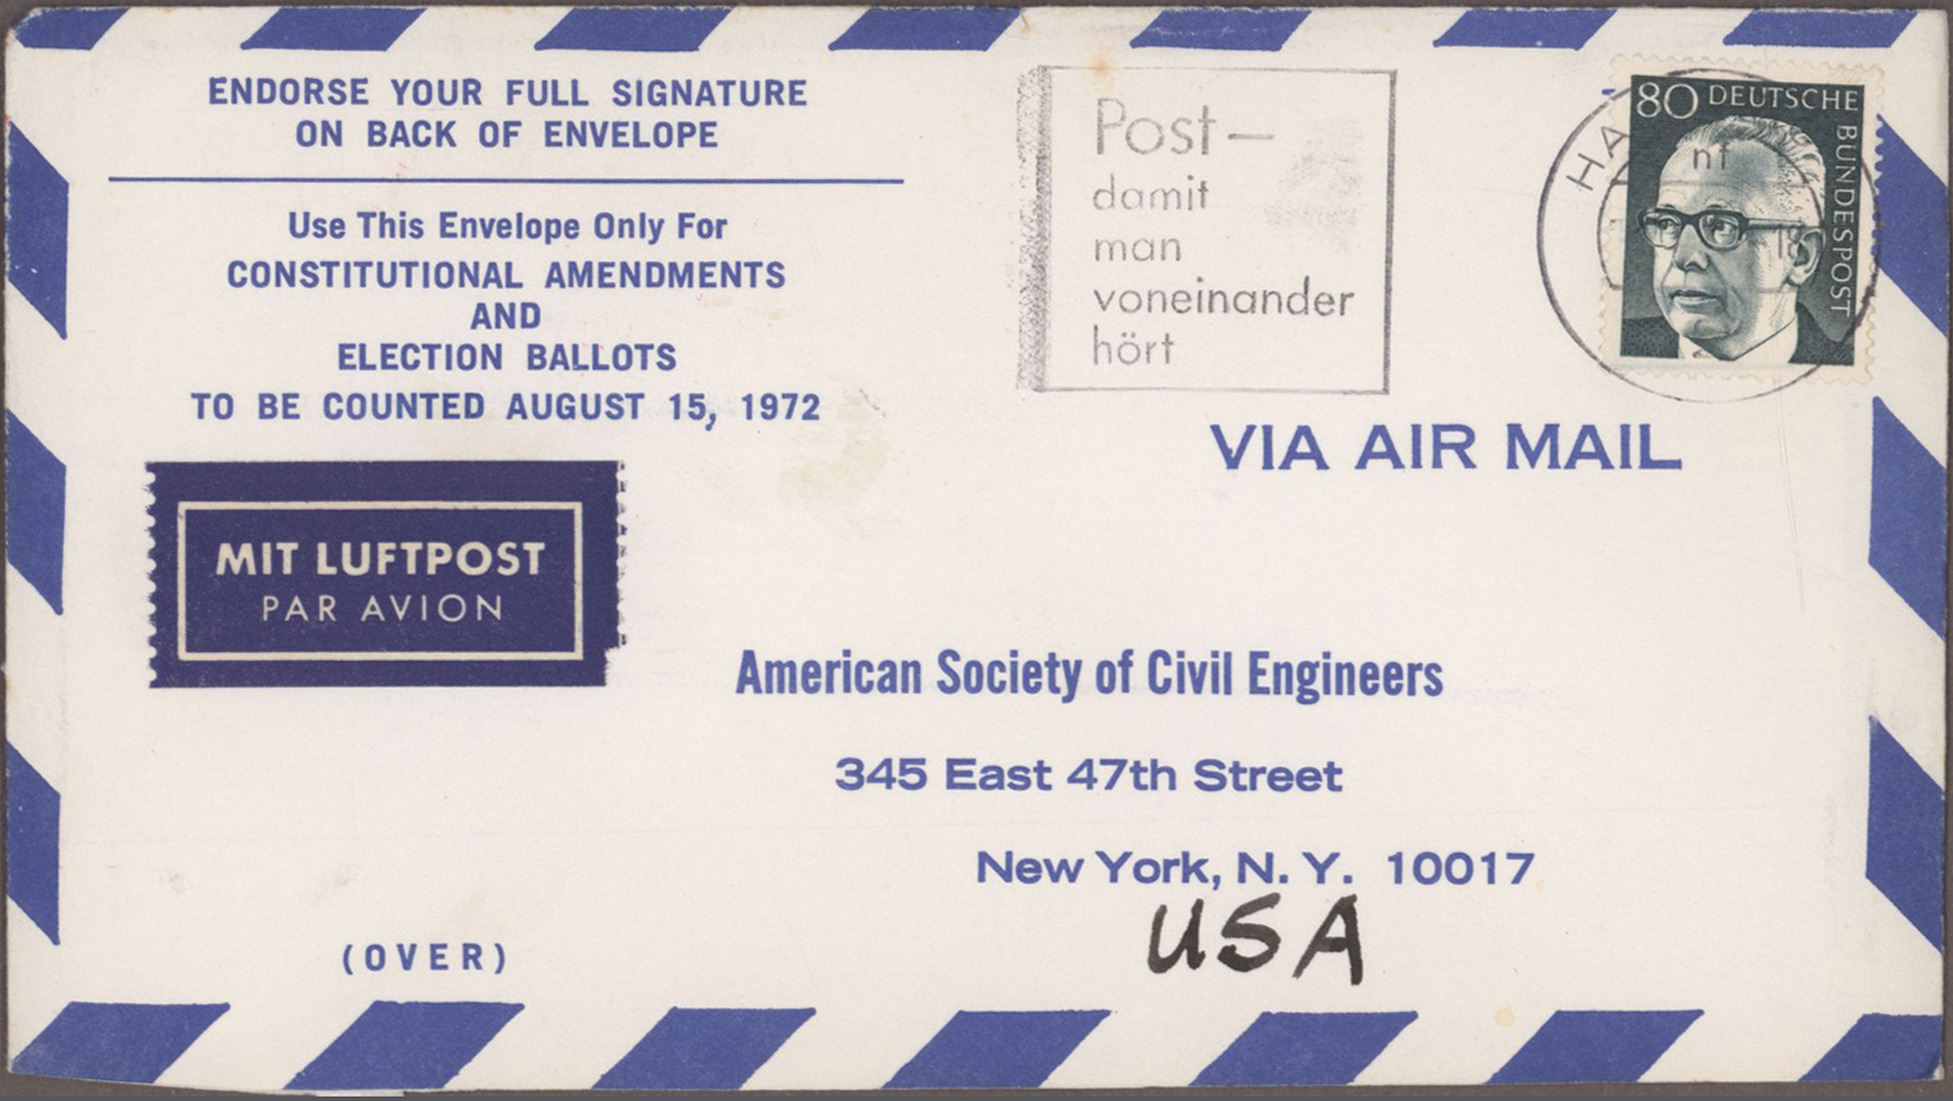 ENDORSE YOUR FULL SIGNATURE
ON BACK OF ENVELOPE
Use This Envelope Only For
CONSTITUTIONAL AMENDMENTS
AND
ELECTION BALLOTS
TO BE COUNTED AUGUST 15, 1972
Post–
damit
man
voneinander
hört
80 DEUTSCHE
BUNDESPOST
nf
18
VIA AIR MAIL
MIT LUFTPOST
PAR AVION
American Society of Civil Engineers
345 East 47th Street
New York, N. Y. 10017
USA
(OVER)